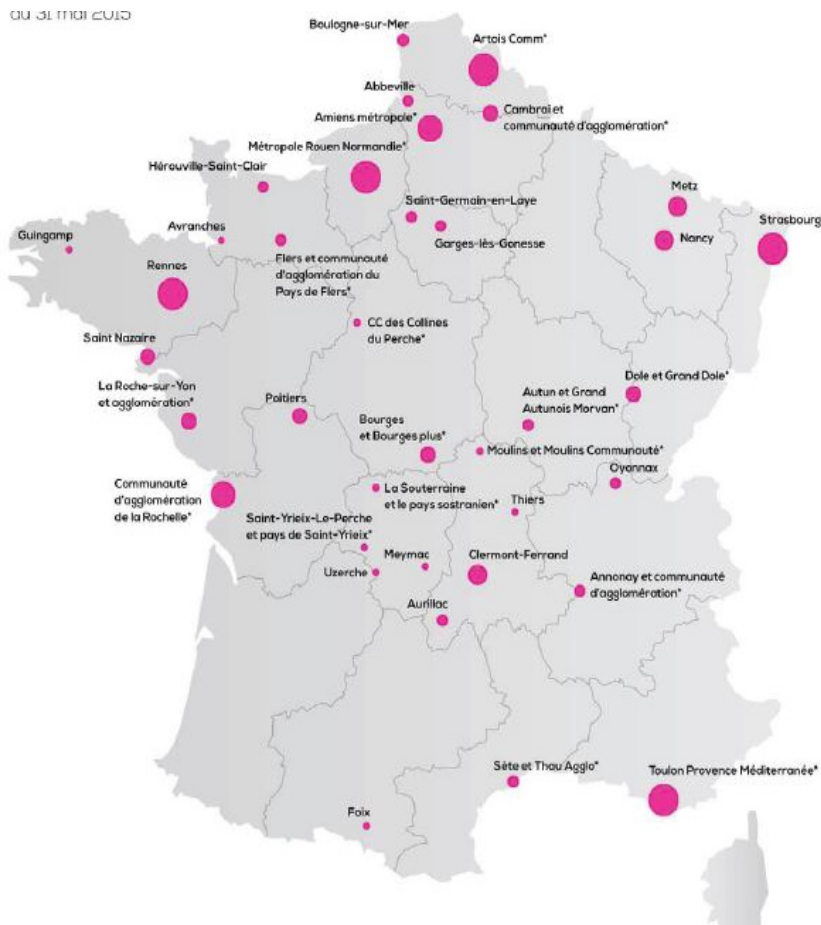 au 31 mai 2015
Boulogne-sur-Mer
Artois Comm*
Abbeville
Amiens métropole*
Cambrai et
communauté d'agglomération*
Métropole Rouen Normandie*
Hérouville-Saint-Clair
Metz
Saint-Germain-en-Laye
Strasbourg
Avranches
Guingamp
Nancy
Garges-lès-Gonesse
Flers et communauté
d'agglomération du
Pays de Flers*
Rennes
CC des Collines
du Perche*
Saint Nazaire
La Roche-sur-Yon
et agglomération*
Poitiers
Dole et Grand Dole*
Autun et Grand
Autunois Morvan*
Bourges
et Bourges plus*
Moulins et Moulins Communauté*
Oyonnax
Communauté
d'agglomération
de la Rochelle*
La Souterraine
et le pays sostranien*
Thiers
Saint-Yrieix-Le-Perche
et pays de Saint-Yrieix*
Meymac
Clermont-Ferrand
Uzerche
Annonay et communauté
d'agglomération*
Aurillac
Sète et Thau Agglo*
Toulon Provence Méditerranée*
Foix